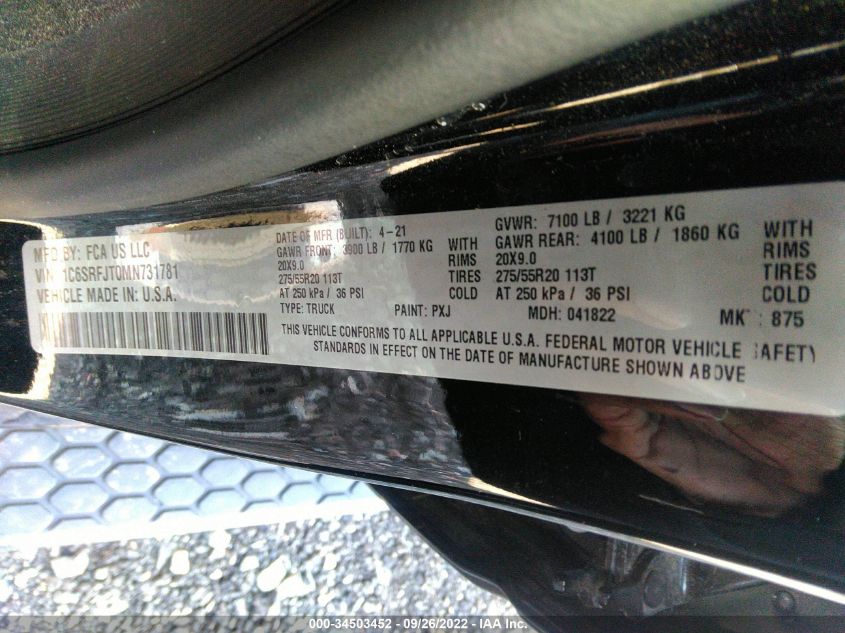 MFD BY: FCA US LLC
VIN: 1C6SRFJT0MN731781
VEHICLE MADE IN: U.S.A.
DATE OF MFR (BUILT): 4-21
GAWR FRONT: 3900 LB / 1770 KG WITH
20X9.0 RIMS
275/55R20 113T TIRES
AT 250 kPa / 36 PSI COLD
TYPE: TRUCK PAINT: PXJ
GVWR: 7100 LB / 3221 KG
GAWR REAR: 4100 LB / 1860 KG WITH
20X9.0 RIMS
275/55R20 113T TIRES
AT 250 kPa / 36 PSI COLD
MDH: 041822 MK : 875
THIS VEHICLE CONFORMS TO ALL APPLICABLE U.S.A. FEDERAL MOTOR VEHICLE SAFETY
STANDARDS IN EFFECT ON THE DATE OF MANUFACTURE SHOWN ABOVE
000-34503452 - 09/26/2022 - IAA Inc.